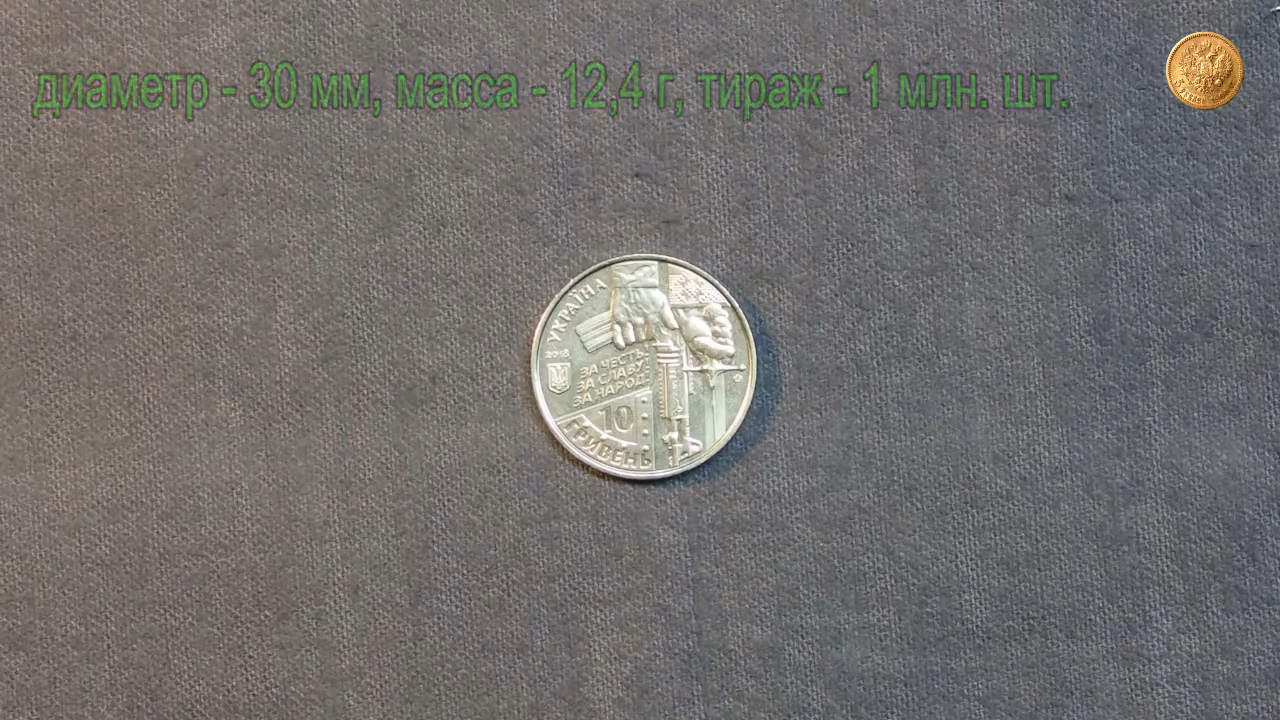 диаметр - 30 мм, масса - 12,4 г, тираж - 1 млн. шт.
УКРАЇНА
2018
ЗА ЧЕСТЬ!
ЗА СЛАВУ!
ЗА НАРОД!
10
ГРИВЕНЬ